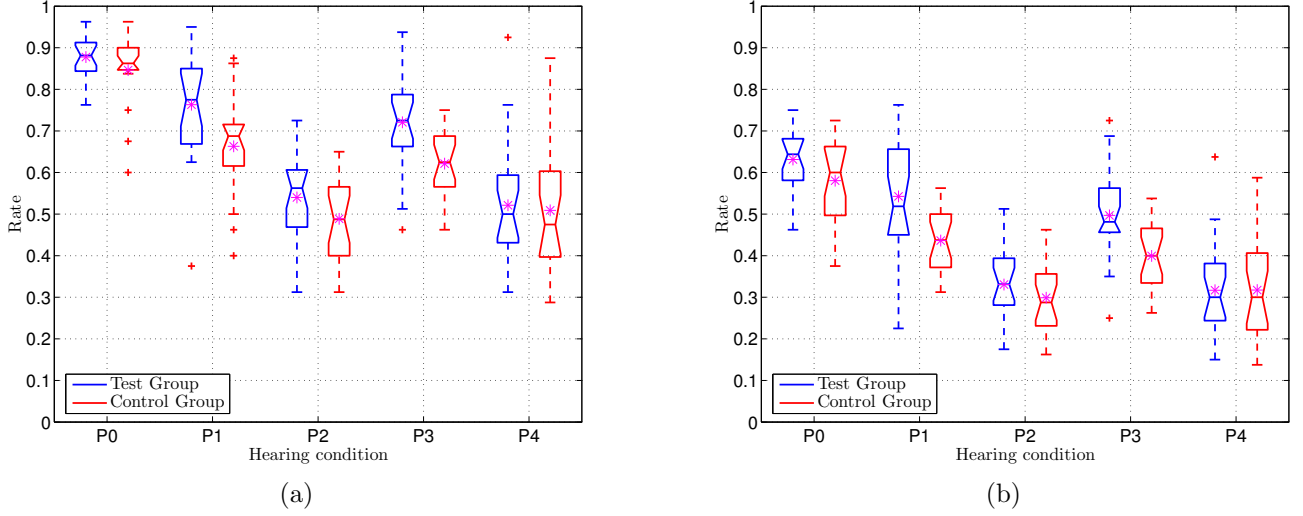 1
0.9
0.8
0.7
0.6
0.5
0.4
0.3
0.2
0.1
0
Rate
Test Group
Control Group
P0 P1 P2 P3 P4
Hearing condition
(a)
1
0.9
0.8
0.7
0.6
0.5
0.4
0.3
0.2
0.1
0
Rate
Test Group
Control Group
P0 P1 P2 P3 P4
Hearing condition
(b)